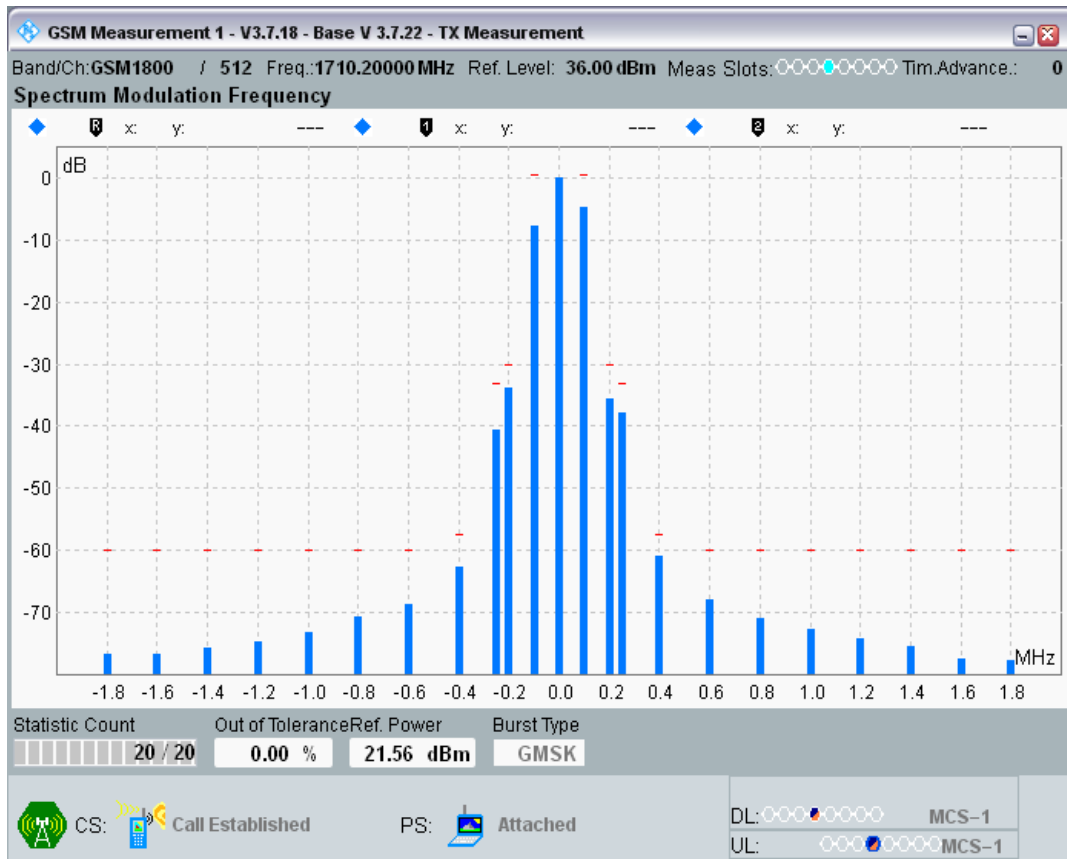 GSM Measurement 1 - V3.7.18 - Base V 3.7.22 - TX Measurement
Band/Ch:GSM1800 / 512 Freq.:1710.20000 MHz Ref. Level: 36.00 dBm Meas Slots: Tim.Advance.: 0
Spectrum Modulation Frequency
R x: y: --- 1 x: y: --- 2 x: y: ---
dB
0
-10
-20
-30
-40
-50
-60
-70
MHz
-1.8 -1.6 -1.4 -1.2 -1.0 -0.8 -0.6 -0.4 -0.2 0.0 0.2 0.4 0.6 0.8 1.0 1.2 1.4 1.6 1.8
Statistic Count Out of Tolerance Ref. Power Burst Type
20 / 20 0.00 % 21.56 dBm GMSK
CS: Call Established PS: Attached DL: MCS-1
UL: MCS-1